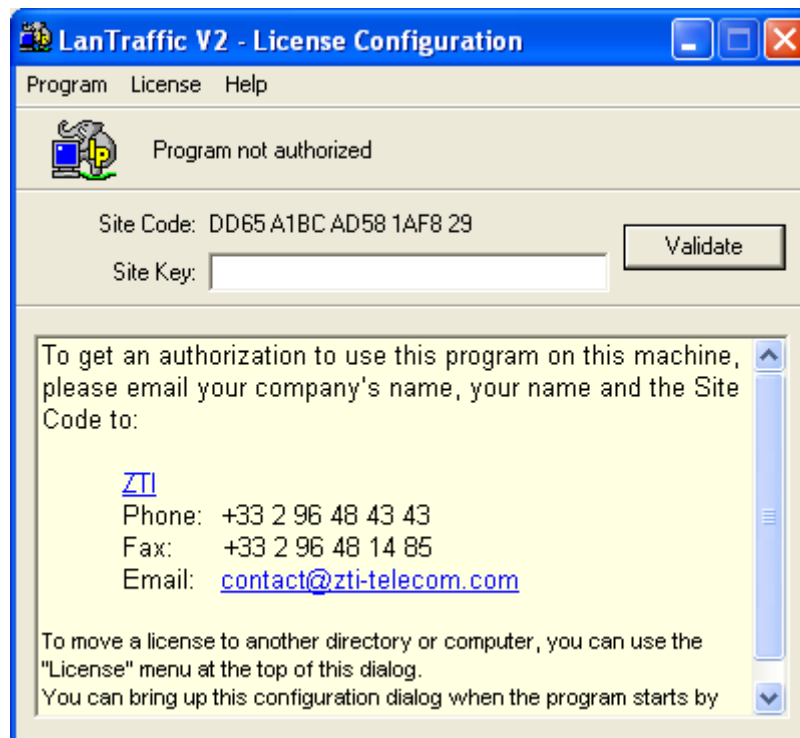 LanTraffic V2 - License Configuration
Program License Help
Program not authorized
Site Code: DD65 A1BC AD58 1AF8 29
Validate
Site Key:
To get an authorization to use this program on this machine,
please email your company's name, your name and the Site
Code to:
ZTI
Phone: +33 2 96 48 43 43
Fax: +33 2 96 48 14 85
Email: contact@zti-telecom.com
To move a license to another directory or computer, you can use the
"License" menu at the top of this dialog.
You can bring up this configuration dialog when the program starts by